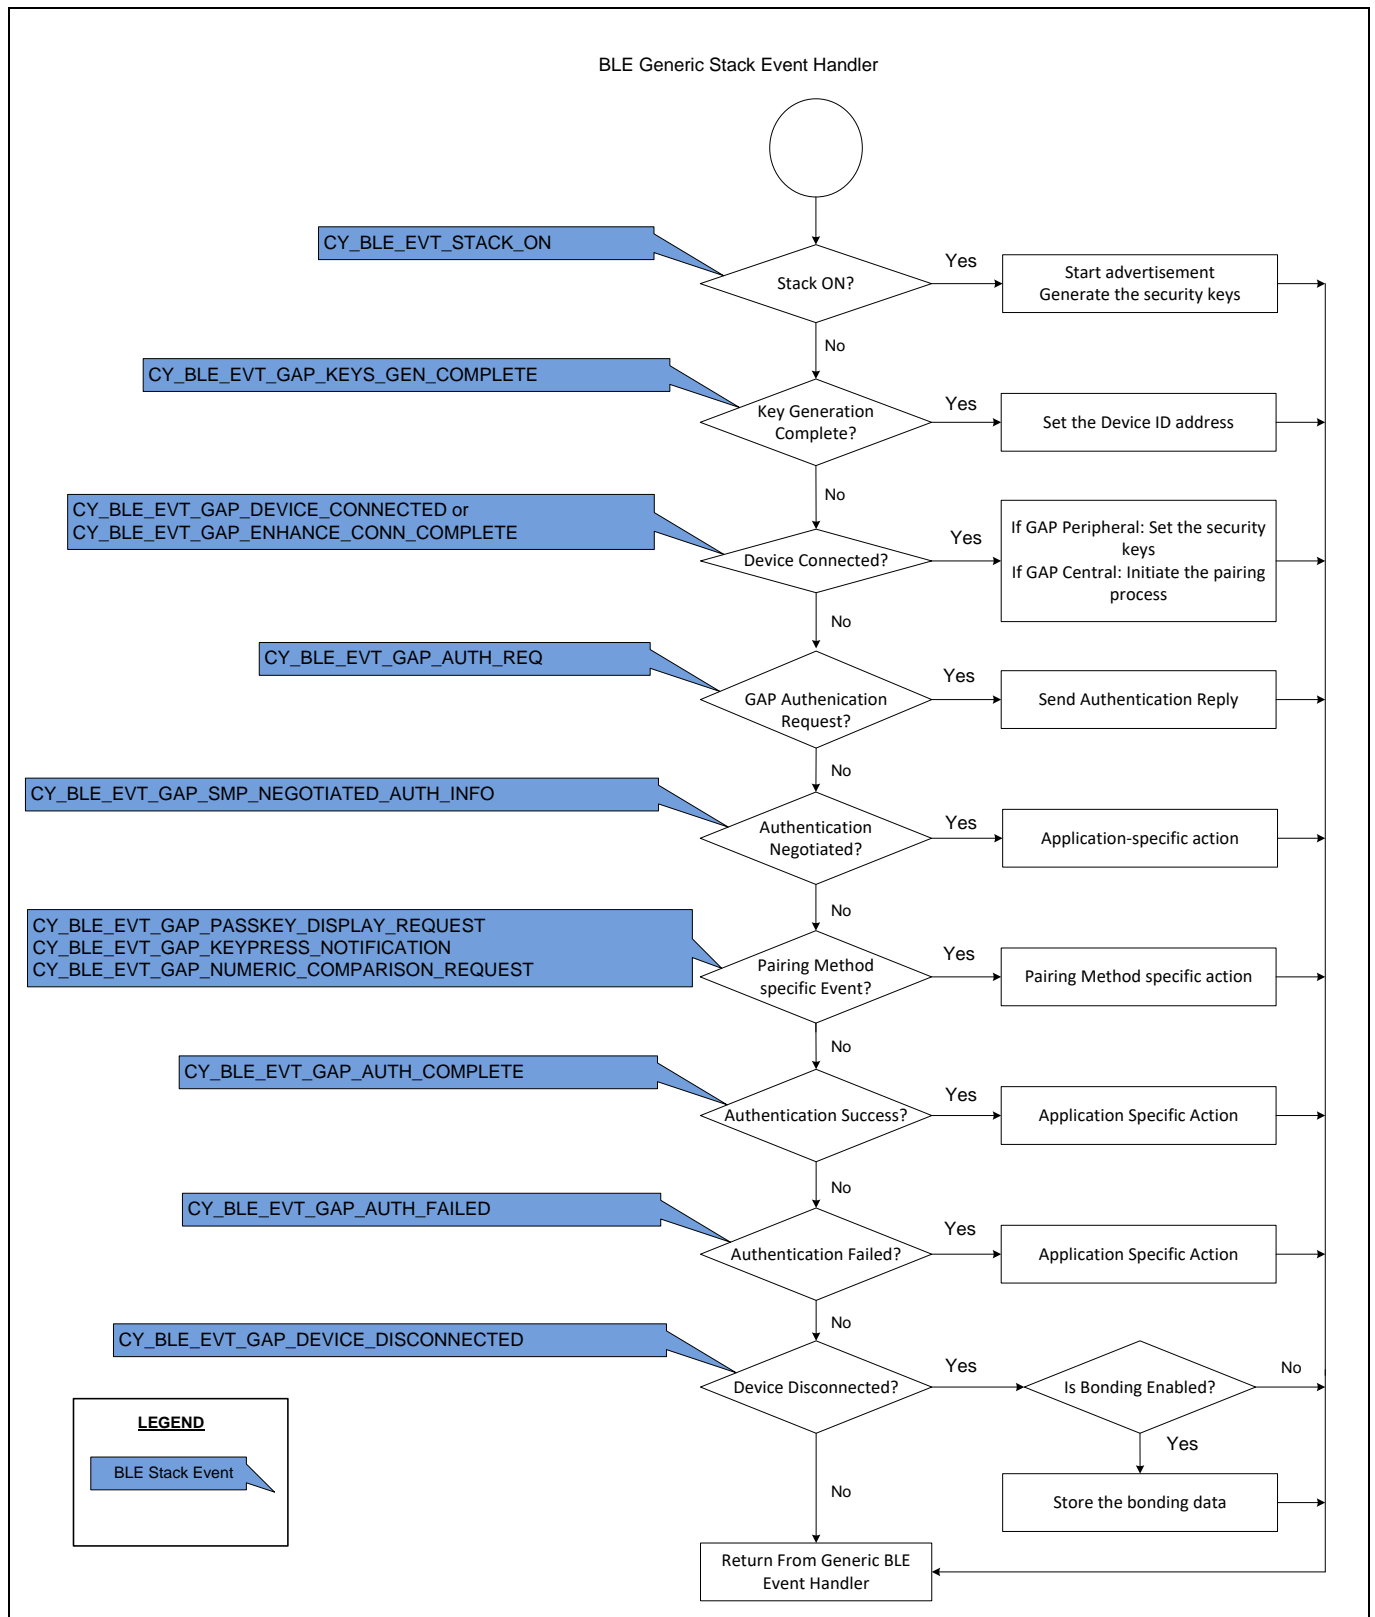 BLE Generic Stack Event Handler
CY_BLE_EVT_STACK_ON
Stack ON?
Yes
Start advertisement
Generate the security keys
No
CY_BLE_EVT_GAP_KEYS_GEN_COMPLETE
Key Generation
Complete?
Yes
Set the Device ID address
No
CY_BLE_EVT_GAP_DEVICE_CONNECTED or
CY_BLE_EVT_GAP_ENHANCE_CONN_COMPLETE
Device Connected?
Yes
If GAP Peripheral: Set the security
keys
If GAP Central: Initiate the pairing
process
No
CY_BLE_EVT_GAP_AUTH_REQ
GAP Authenication
Request?
Yes
Send Authentication Reply
No
CY_BLE_EVT_GAP_SMP_NEGOTIATED_AUTH_INFO
Authentication
Negotiated?
Yes
Application-specific action
No
CY_BLE_EVT_GAP_PASSKEY_DISPLAY_REQUEST
CY_BLE_EVT_GAP_KEYPRESS_NOTIFICATION
CY_BLE_EVT_GAP_NUMERIC_COMPARISON_REQUEST
Pairing Method
specific Event?
Yes
Pairing Method specific action
No
CY_BLE_EVT_GAP_AUTH_COMPLETE
Authentication Success?
Yes
Application Specific Action
No
CY_BLE_EVT_GAP_AUTH_FAILED
Authentication Failed?
Yes
Application Specific Action
No
CY_BLE_EVT_GAP_DEVICE_DISCONNECTED
Device Disconnected?
Yes
Is Bonding Enabled?
No
Yes
Store the bonding data
No
Return From Generic BLE
Event Handler
LEGEND
BLE Stack Event